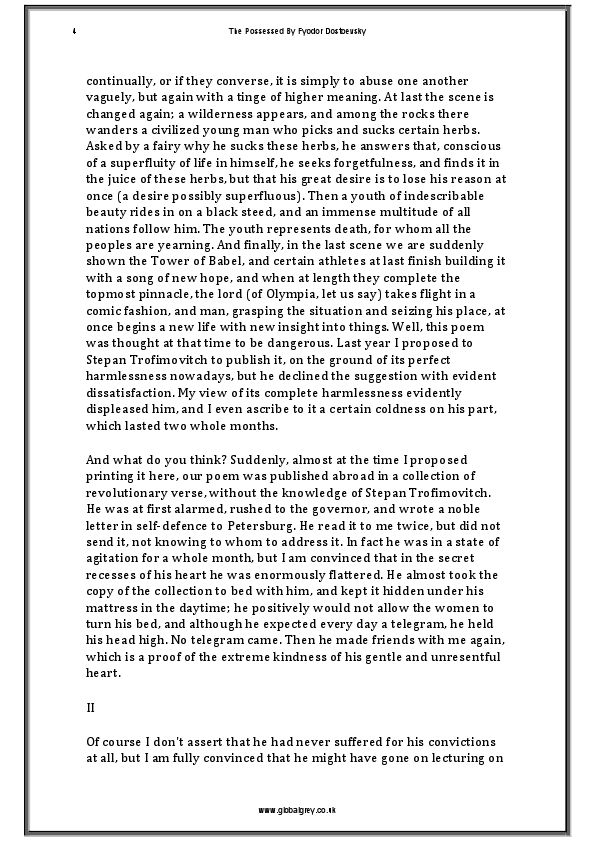 4
The Possessed By Fyodor Dostoevsky
continually, or if they converse, it is simply to abuse one another
vaguely, but again with a tinge of higher meaning. At last the scene is
changed again; a wilderness appears, and among the rocks there
wanders a civilized young man who picks and sucks certain herbs.
Asked by a fairy why he sucks these herbs, he answers that, conscious
of a superfluity of life in himself, he seeks forgetfulness, and finds it in
the juice of these herbs, but that his great desire is to lose his reason at
once (a desire possibly superfluous). Then a youth of indescribable
beauty rides in on a black steed, and an immense multitude of all
nations follow him. The youth represents death, for whom all the
peoples are yearning. And finally, in the last scene we are suddenly
shown the Tower of Babel, and certain athletes at last finish building it
with a song of new hope, and when at length they complete the
topmost pinnacle, the lord (of Olympia, let us say) takes flight in a
comic fashion, and man, grasping the situation and seizing his place, at
once begins a new life with new insight into things. Well, this poem
was thought at that time to be dangerous. Last year I proposed to
Stepan Trofimovitch to publish it, on the ground of its perfect
harmlessness nowadays, but he declined the suggestion with evident
dissatisfaction. My view of its complete harmlessness evidently
displeased him, and I even ascribe to it a certain coldness on his part,
which lasted two whole months.
And what do you think? Suddenly, almost at the time I proposed
printing it here, our poem was published abroad in a collection of
revolutionary verse, without the knowledge of Stepan Trofimovitch.
He was at first alarmed, rushed to the governor, and wrote a noble
letter in self-defence to Petersburg. He read it to me twice, but did not
send it, not knowing to whom to address it. In fact he was in a state of
agitation for a whole month, but I am convinced that in the secret
recesses of his heart he was enormously flattered. He almost took the
copy of the collection to bed with him, and kept it hidden under his
mattress in the daytime; he positively would not allow the women to
turn his bed, and although he expected every day a telegram, he held
his head high. No telegram came. Then he made friends with me again,
which is a proof of the extreme kindness of his gentle and unresentful
heart.
II
Of course I don't assert that he had never suffered for his convictions
at all, but I am fully convinced that he might have gone on lecturing on
www.globalgrey.co.uk